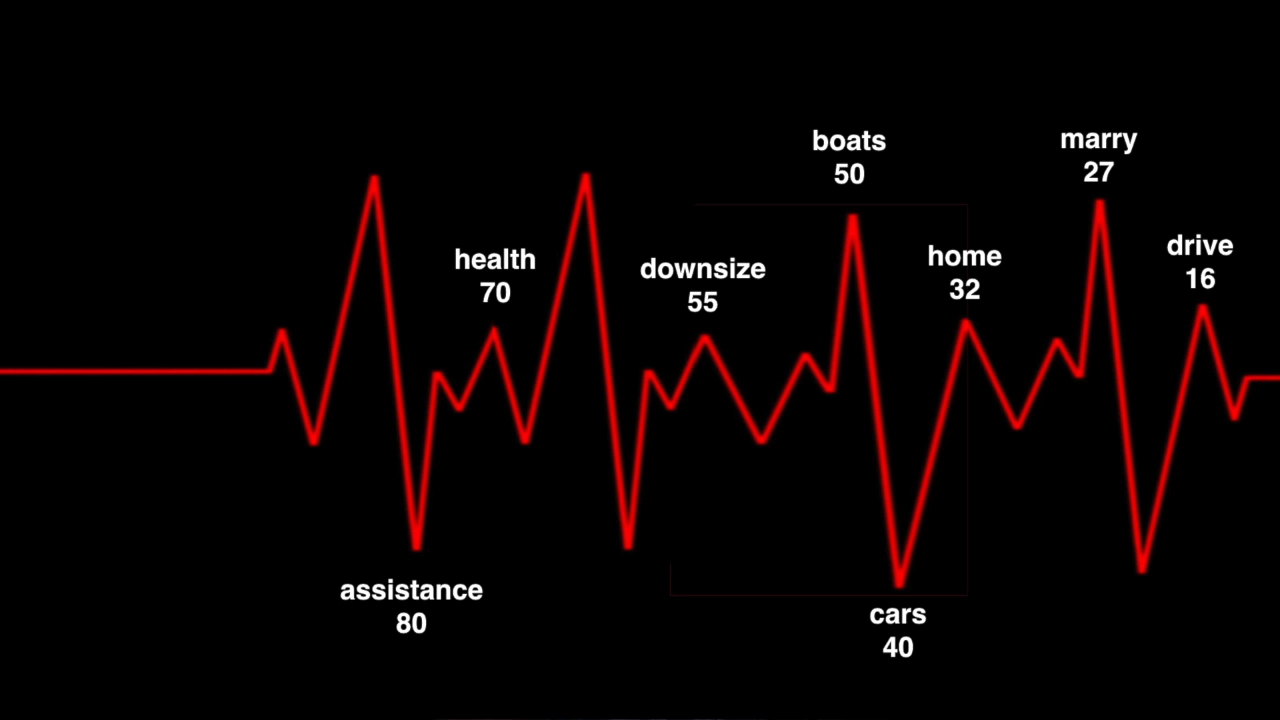 assistance
80
health
70
downsize
55
boats
50
cars
40
home
32
marry
27
drive
16